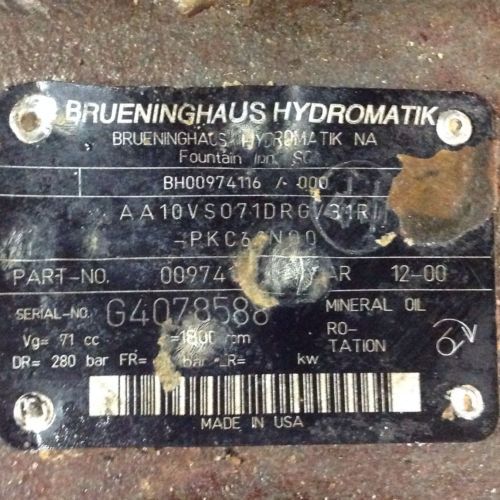 BRUENINGHAUS HYDROMATIK
BRUENINGHAUS HYDROMATIK NA
Fountain Inn, SC
BH00974116 / 000
AA10VSO71DRG/31R
PART-NO. 12-00
SERIAL-NO. G4078588 MINERAL OIL
Vg= 71 cc rpm RO-
TATION
DR= 280 bar FR= bar kw
MADE IN USA